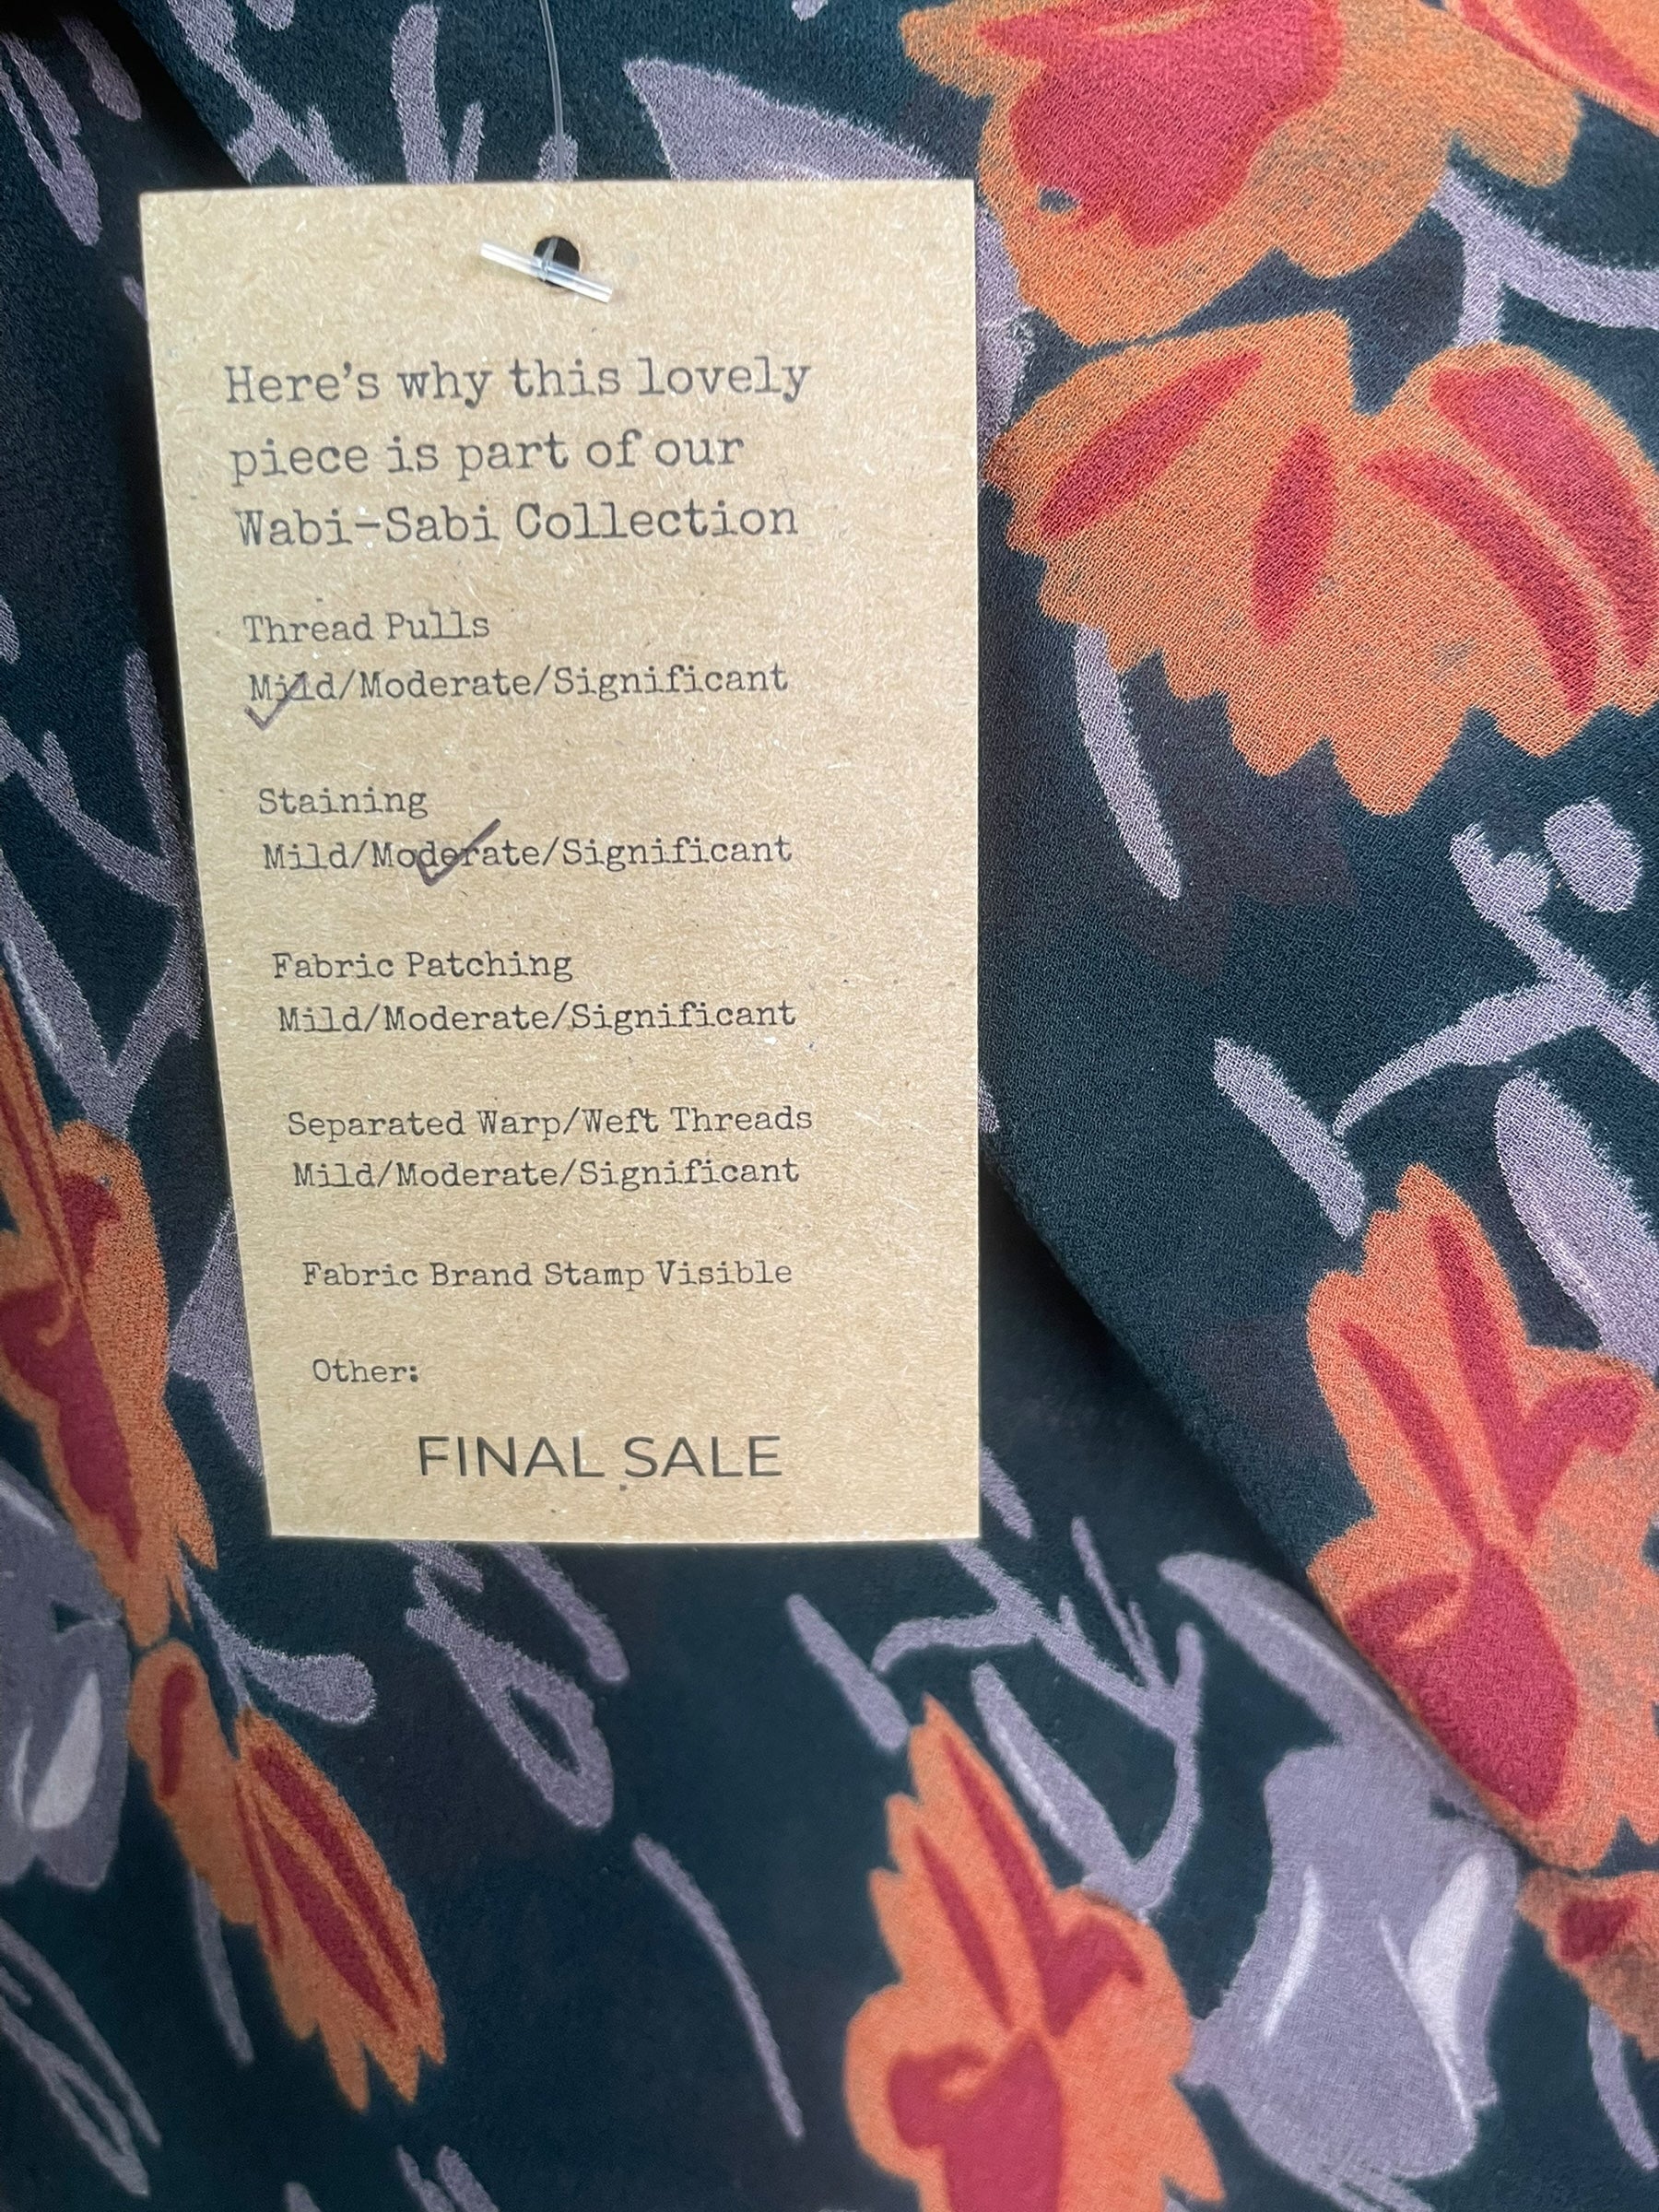 Here's why this lovely
piece is part of our
Wabi-Sabi Collection
Thread Pulls
Mild/Moderate/Significant
Staining
Mild/Moderate/Significant
Fabric Patching
Mild/Moderate/Significant
Separated Warp/Weft Threads
Mild/Moderate/Significant
Fabric Brand Stamp Visible
Other:
FINAL SALE